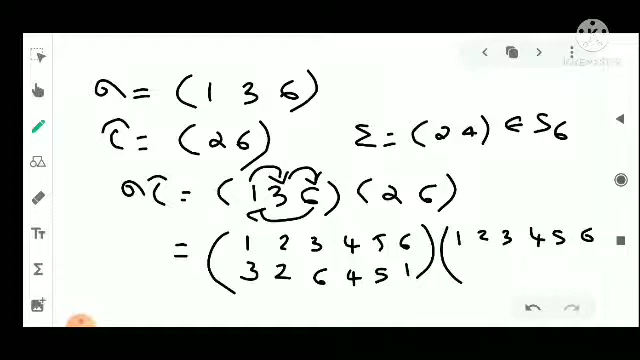 KINEMASTER
σ = (1 3 6)
τ = (2 6) Σ = (2 4) ∈ S6
στ = (1 3 6) (2 6)
= (1 2 3 4 5 6) (1 2 3 4 5 6
3 2 6 4 5 1